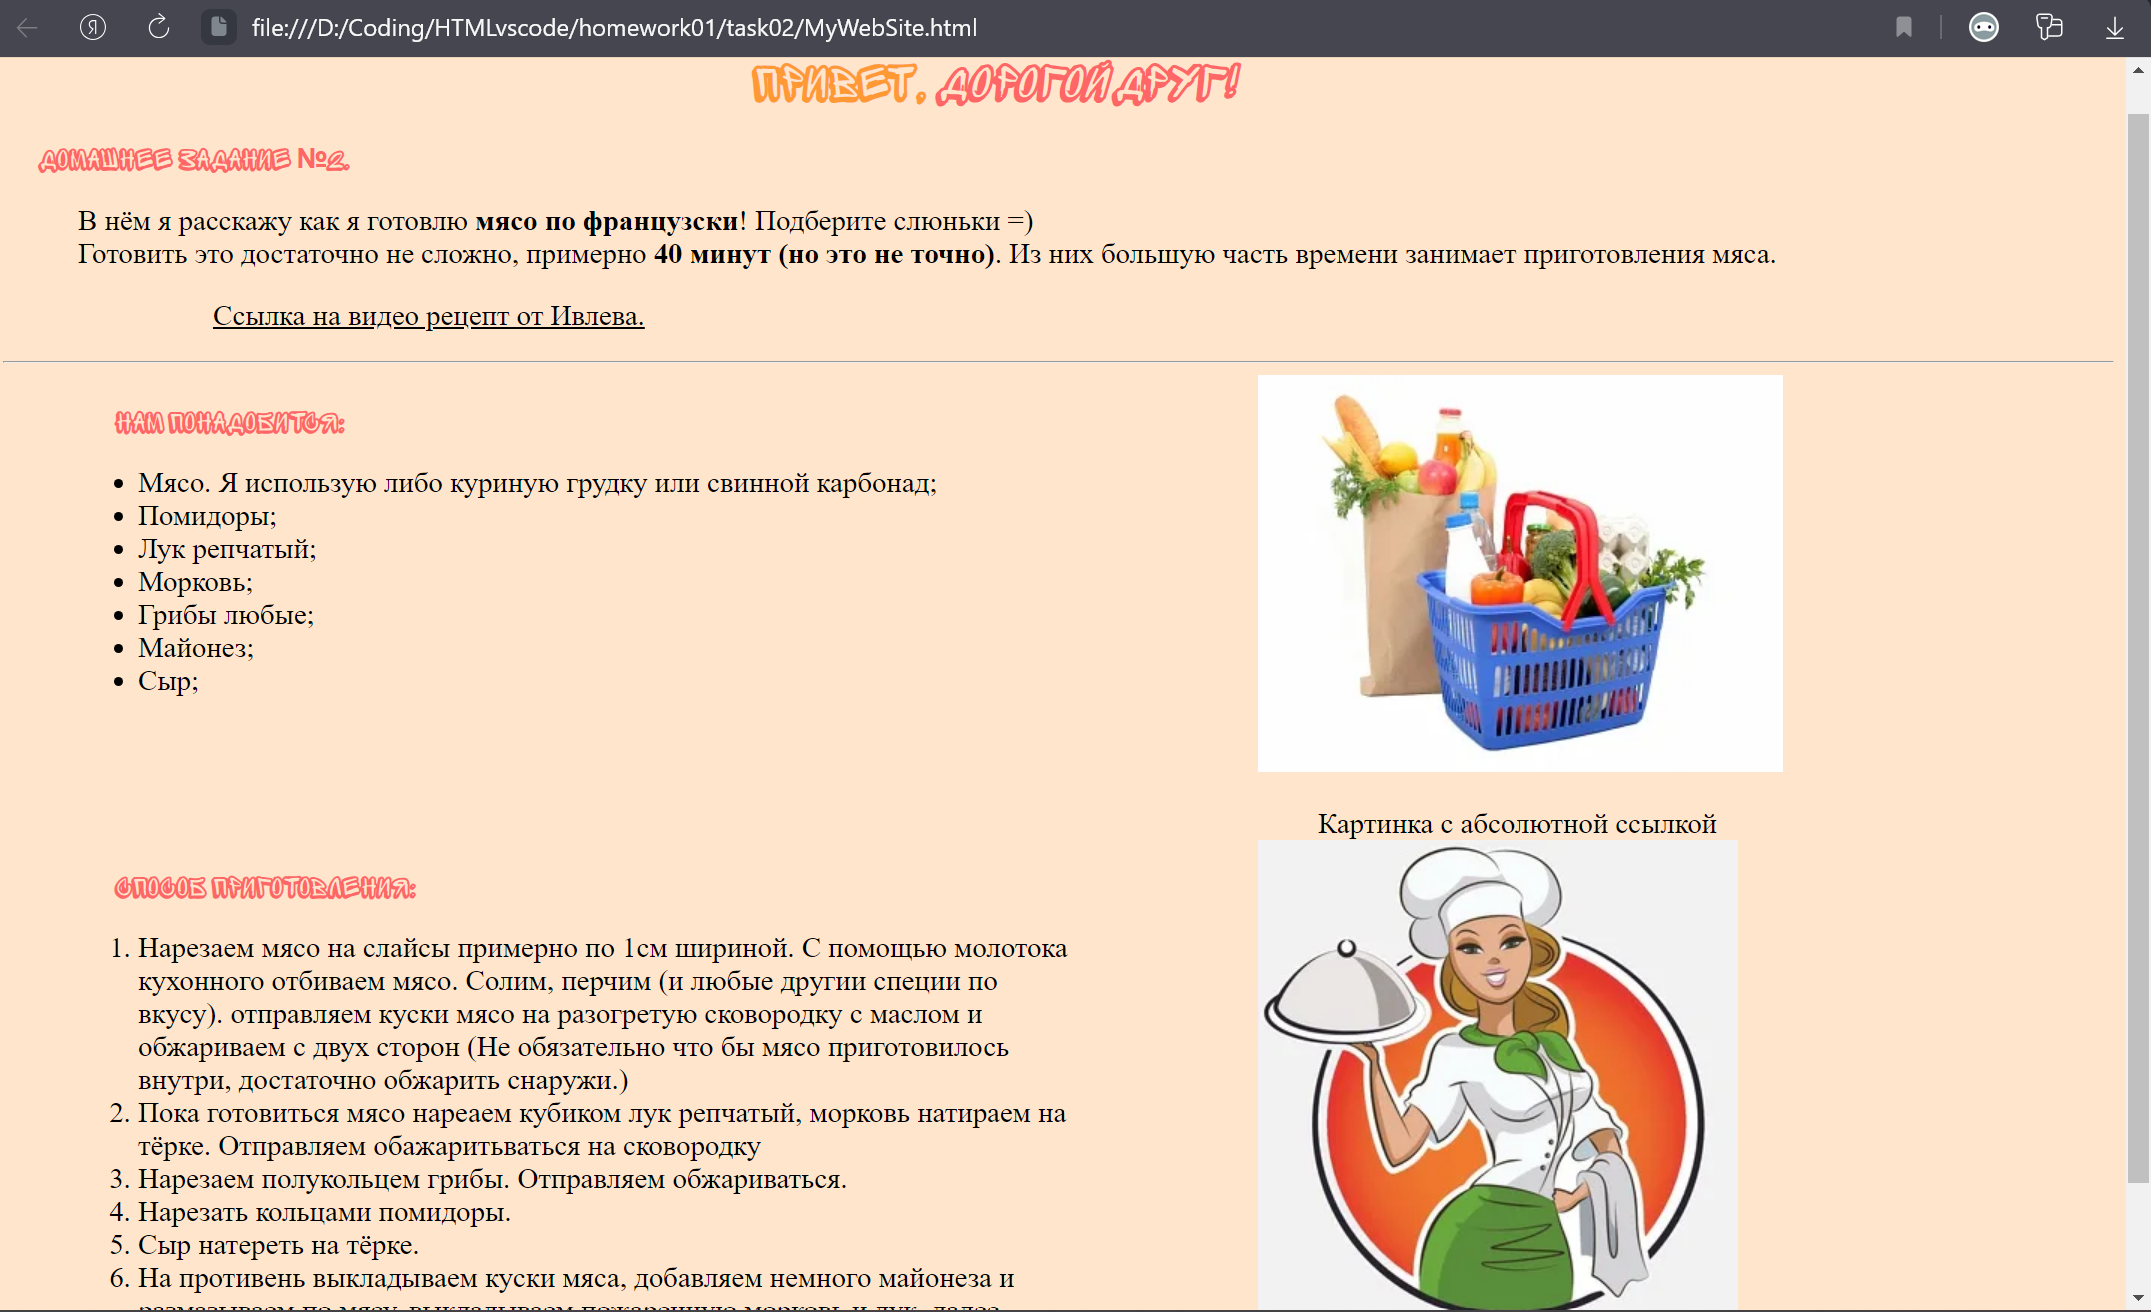 file:///D:/Coding/HTMLvscode/homework01/task02/MyWebSite.html
ПРИВЕТ, ДОРОГОЙ ДРУГ!
ДОМАШНЕЕ ЗАДАНИЕ №2.
В нём я расскажу как я готовлю мясо по французски! Подберите слюньки =)
Готовить это достаточно не сложно, примерно 40 минут (но это не точно). Из них большую часть времени занимает приготовления мяса.
Ссылка на видео рецепт от Ивлева.
НАМ ПОНАДОБИТСЯ:
• Мясо. Я использую либо куриную грудку или свинной карбонад;
• Помидоры;
• Лук репчатый;
• Морковь;
• Грибы любые;
• Майонез;
• Сыр;
Картинка с абсолютной ссылкой
СПОСОБ ПРИГОТОВЛЕНИЯ:
1. Нарезаем мясо на слайсы примерно по 1см шириной. С помощью молотока
кухонного отбиваем мясо. Солим, перчим (и любые другии специи по
вкусу). отправляем куски мясо на разогретую сковородку с маслом и
обжариваем с двух сторон (Не обязательно что бы мясо приготовилось
внутри, достаточно обжарить снаружи.)
2. Пока готовиться мясо нареаем кубиком лук репчатый, морковь натираем на
тёрке. Отправляем обажаритьваться на сковородку
3. Нарезаем полукольцем грибы. Отправляем обжариваться.
4. Нарезать кольцами помидоры.
5. Сыр натереть на тёрке.
6. На противень выкладываем куски мяса, добавляем немного майонеза и